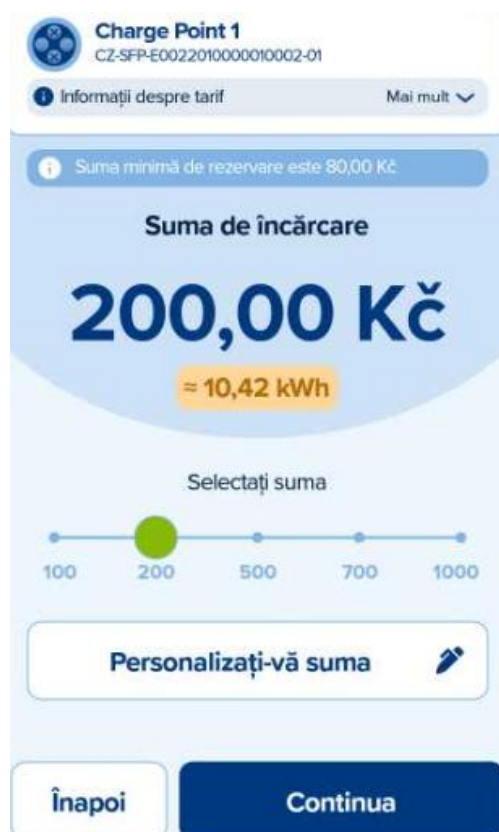 Charge Point 1
CZ-SFP-E0022010000010002-01
Informații despre tarif Mai mult
Suma minimă de rezervare este 80,00 Kč
Suma de încărcare
200,00 Kč
≈ 10,42 kWh
Selectați suma
100 200 500 700 1000
Personalizați-vă suma
Înapoi Continua